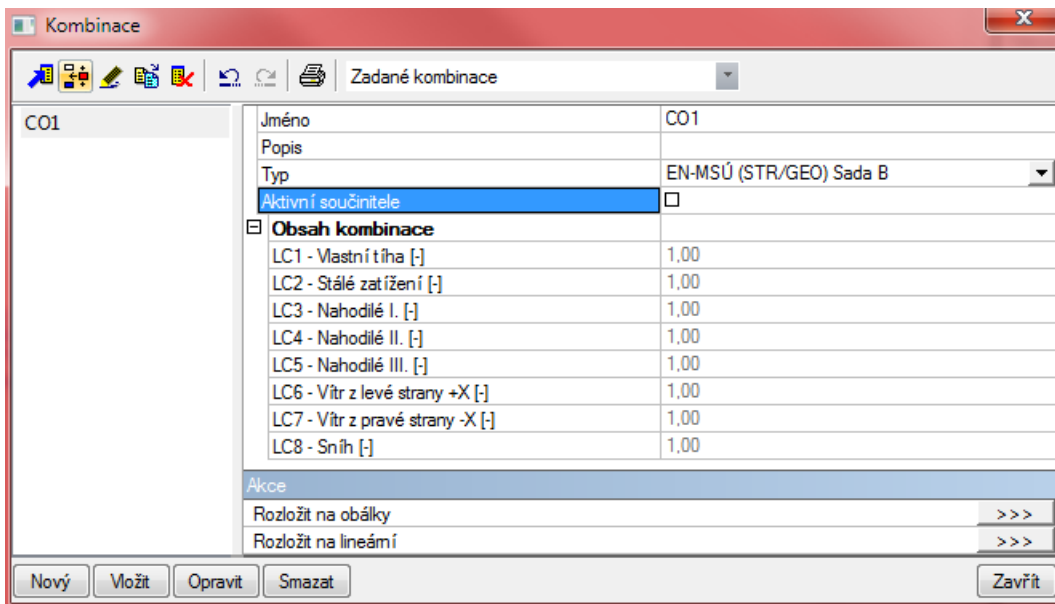 Kombinace
Zadané kombinace
CO1
Jméno CO1
Popis
Typ EN-MSÚ (STR/GEO) Sada B
Aktivní součinitele
Obsah kombinace
LC1 - Vlastní tíha [-] 1,00
LC2 - Stálé zatížení [-] 1,00
LC3 - Nahodilé I. [-] 1,00
LC4 - Nahodilé II. [-] 1,00
LC5 - Nahodilé III. [-] 1,00
LC6 - Vítr z levé strany +X [-] 1,00
LC7 - Vítr z pravé strany -X [-] 1,00
LC8 - Sníh [-] 1,00
Akce
Rozložit na obálky >>>
Rozložit na lineární >>>
Nový Vložit Opravit Smazat Zavřít